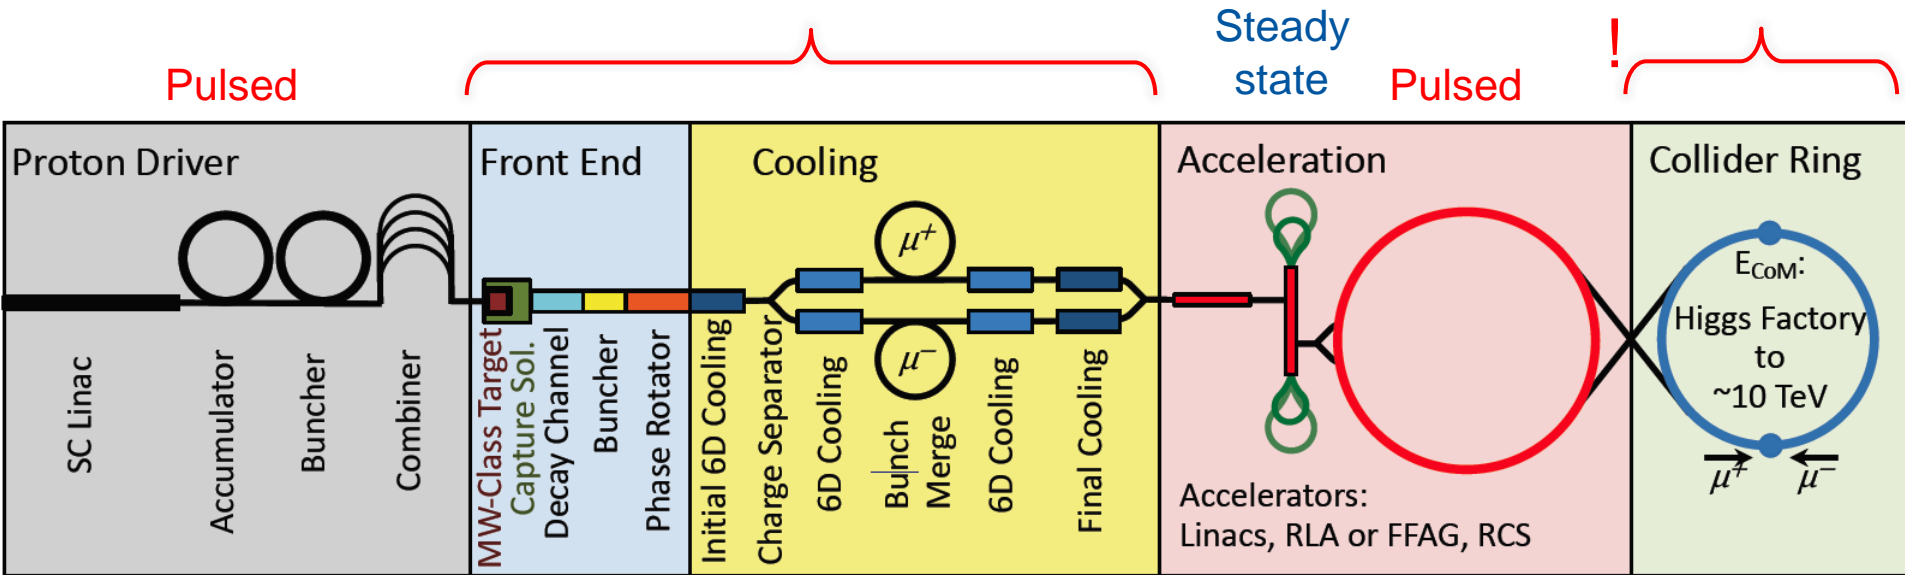 Steady
state
!
Pulsed
Pulsed
Proton Driver
Front End
Cooling
Acceleration
Collider Ring
SC Linac
Accumulator
Buncher
Combiner
MW-Class Target
Capture Sol.
Decay Channel
Buncher
Phase Rotator
Initial 6D Cooling
Charge Separator
6D Cooling
μ+
μ−
Bunch
Merge
6D Cooling
Final Cooling
Accelerators:
Linacs, RLA or FFAG, RCS
ECoM:
Higgs Factory
to
~10 TeV
μ+ μ−